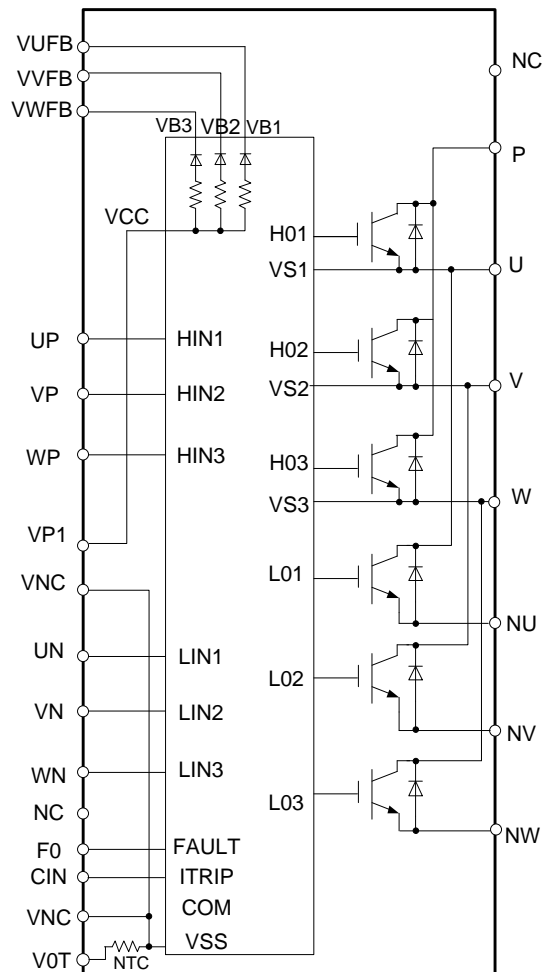 VUFB
VVFB
VWFB
VB3 VB2 VB1
VCC
UP
HIN1
VP
HIN2
WP
HIN3
VP1
VNC
UN
LIN1
VN
LIN2
WN
LIN3
NC
F0
FAULT
CIN
ITRIP
COM
VNC
VSS
V0T
NTC
H01
VS1
H02
VS2
H03
VS3
L01
L02
L03
NC
P
U
V
W
NU
NV
NW